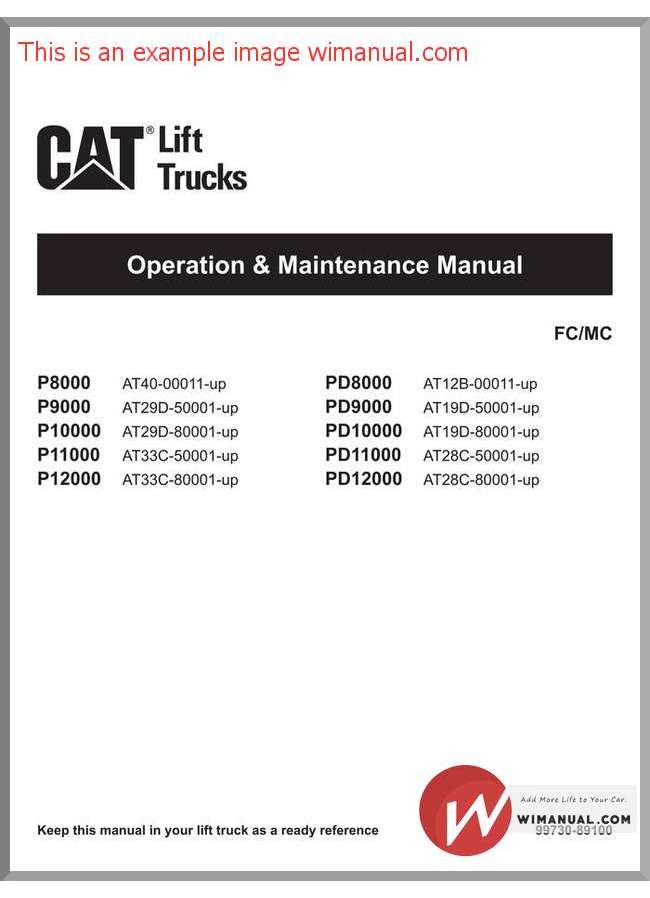 This is an example image wimanual.com
CAT® Lift
Trucks
Operation & Maintenance Manual
FC/MC
P8000 AT40-00011-up PD8000 AT12B-00011-up
P9000 AT29D-50001-up PD9000 AT19D-50001-up
P10000 AT29D-80001-up PD10000 AT19D-80001-up
P11000 AT33C-50001-up PD11000 AT28C-50001-up
P12000 AT33C-80001-up PD12000 AT28C-80001-up
Add More Life to Your Car.
W WIMANUAL.COM
Keep this manual in your lift truck as a ready reference 99730-89100